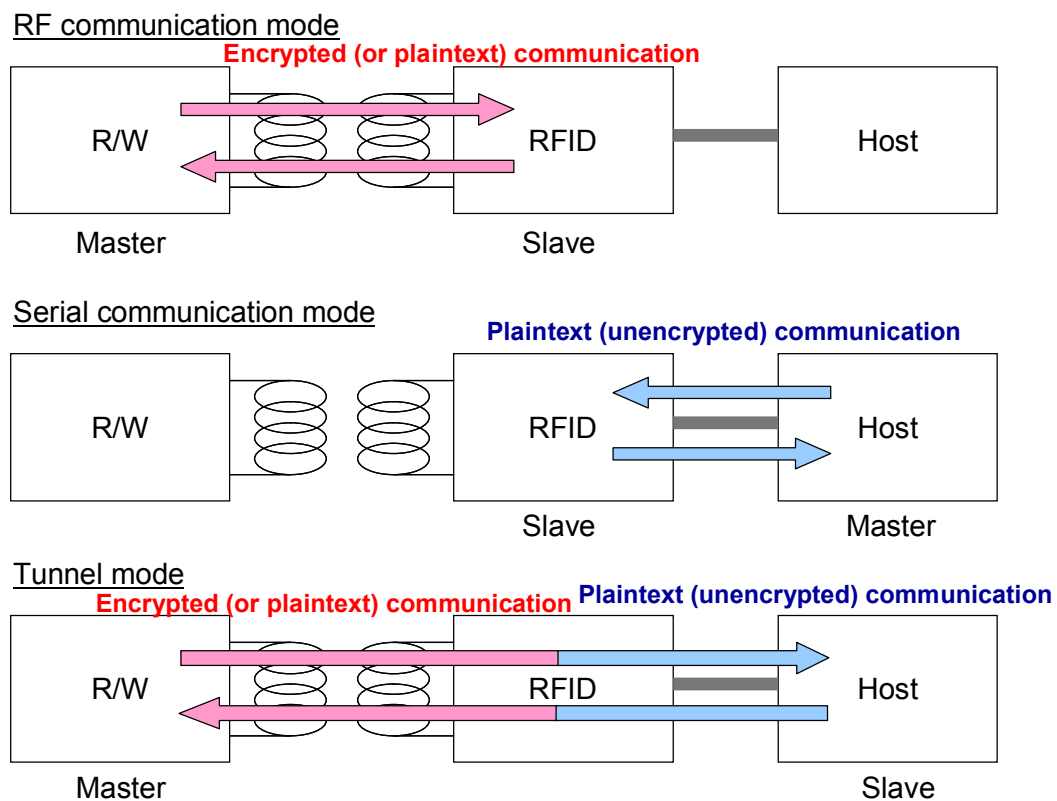 RF communication mode
Encrypted (or plaintext) communication
R/W RFID Host
Master Slave
Serial communication mode
Plaintext (unencrypted) communication
R/W RFID Host
Slave Master
Tunnel mode
Encrypted (or plaintext) communication Plaintext (unencrypted) communication
R/W RFID Host
Master Slave